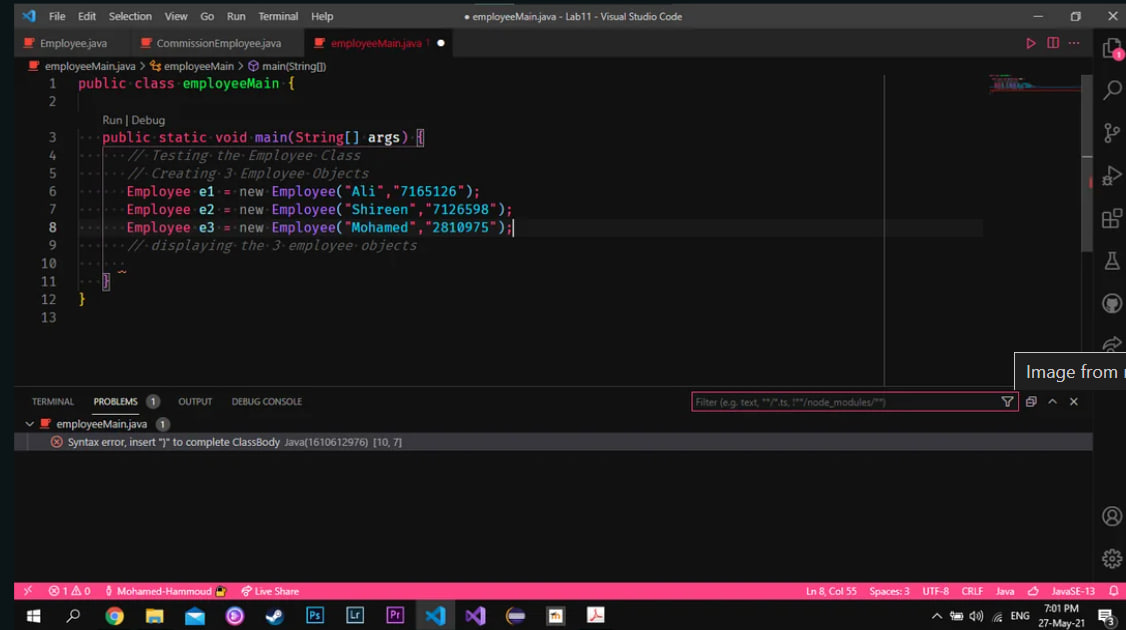 File Edit Selection View Go Run Terminal Help
● employeeMain.java - Lab11 - Visual Studio Code
Employee.java CommissionEmployee.java employeeMain.java 1 ●
employeeMain.java > employeeMain > main(String[])
1 public class employeeMain {
2
Run | Debug
3 public static void main(String[] args) {
4 // Testing the Employee Class
5 // Creating 3 Employee Objects
6 Employee e1 = new Employee("Ali","7165126");
7 Employee e2 = new Employee("Shireen","7126598");
8 Employee e3 = new Employee("Mohamed","2810975");
9 // displaying the 3 employee objects
10
11 }
12 }
13
Image from
TERMINAL PROBLEMS 1 OUTPUT DEBUG CONSOLE
Filter (e.g. text, **/*.ts, !**/node_modules/**)
employeeMain.java 1
Syntax error, insert "}" to complete ClassBody Java(1610612976) [10, 7]
1 0 Mohamed-Hammoud Live Share
Ln 8, Col 55 Spaces: 3 UTF-8 CRLF Java JavaSE-13
Ps Lr Pr
ENG
7:01 PM
27-May-21
3
1